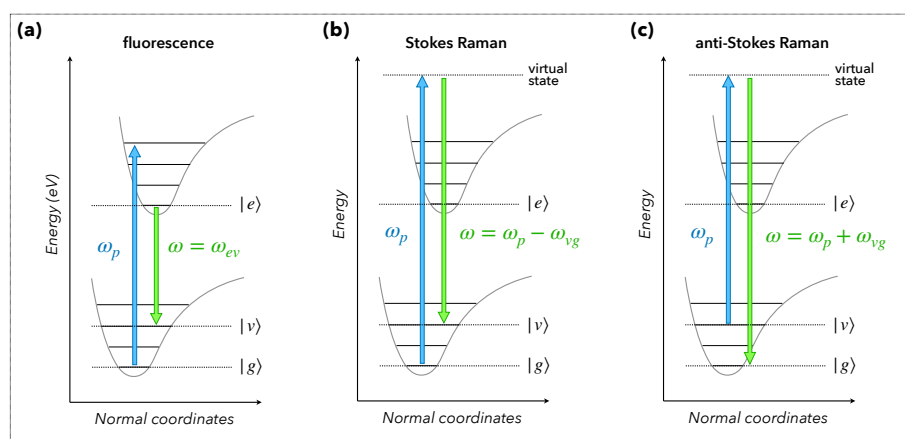 (a)
fluorescence
Energy (eV)
ω_p
ω = ω_ev
|e⟩
|v⟩
|g⟩
Normal coordinates
(b)
Stokes Raman
virtual
state
Energy
ω_p
ω = ω_p − ω_vg
|e⟩
|v⟩
|g⟩
Normal coordinates
(c)
anti-Stokes Raman
virtual
state
Energy
ω_p
ω = ω_p + ω_vg
|e⟩
|v⟩
|g⟩
Normal coordinates